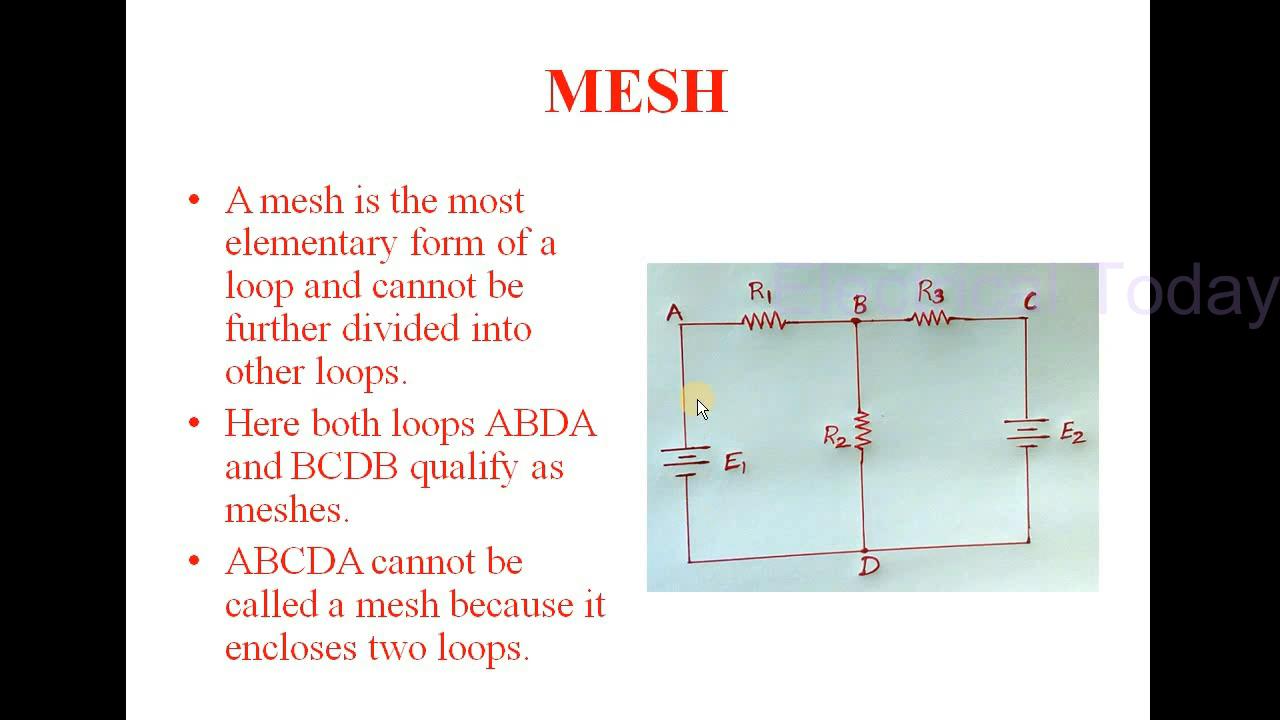 MESH
• A mesh is the most
elementary form of a
loop and cannot be
further divided into
other loops.
• Here both loops ABDA
and BCDB qualify as
meshes.
• ABCDA cannot be
called a mesh because it
encloses two loops.
Electrical Today
A
R1
B
R3
C
R2
E1
E2
D